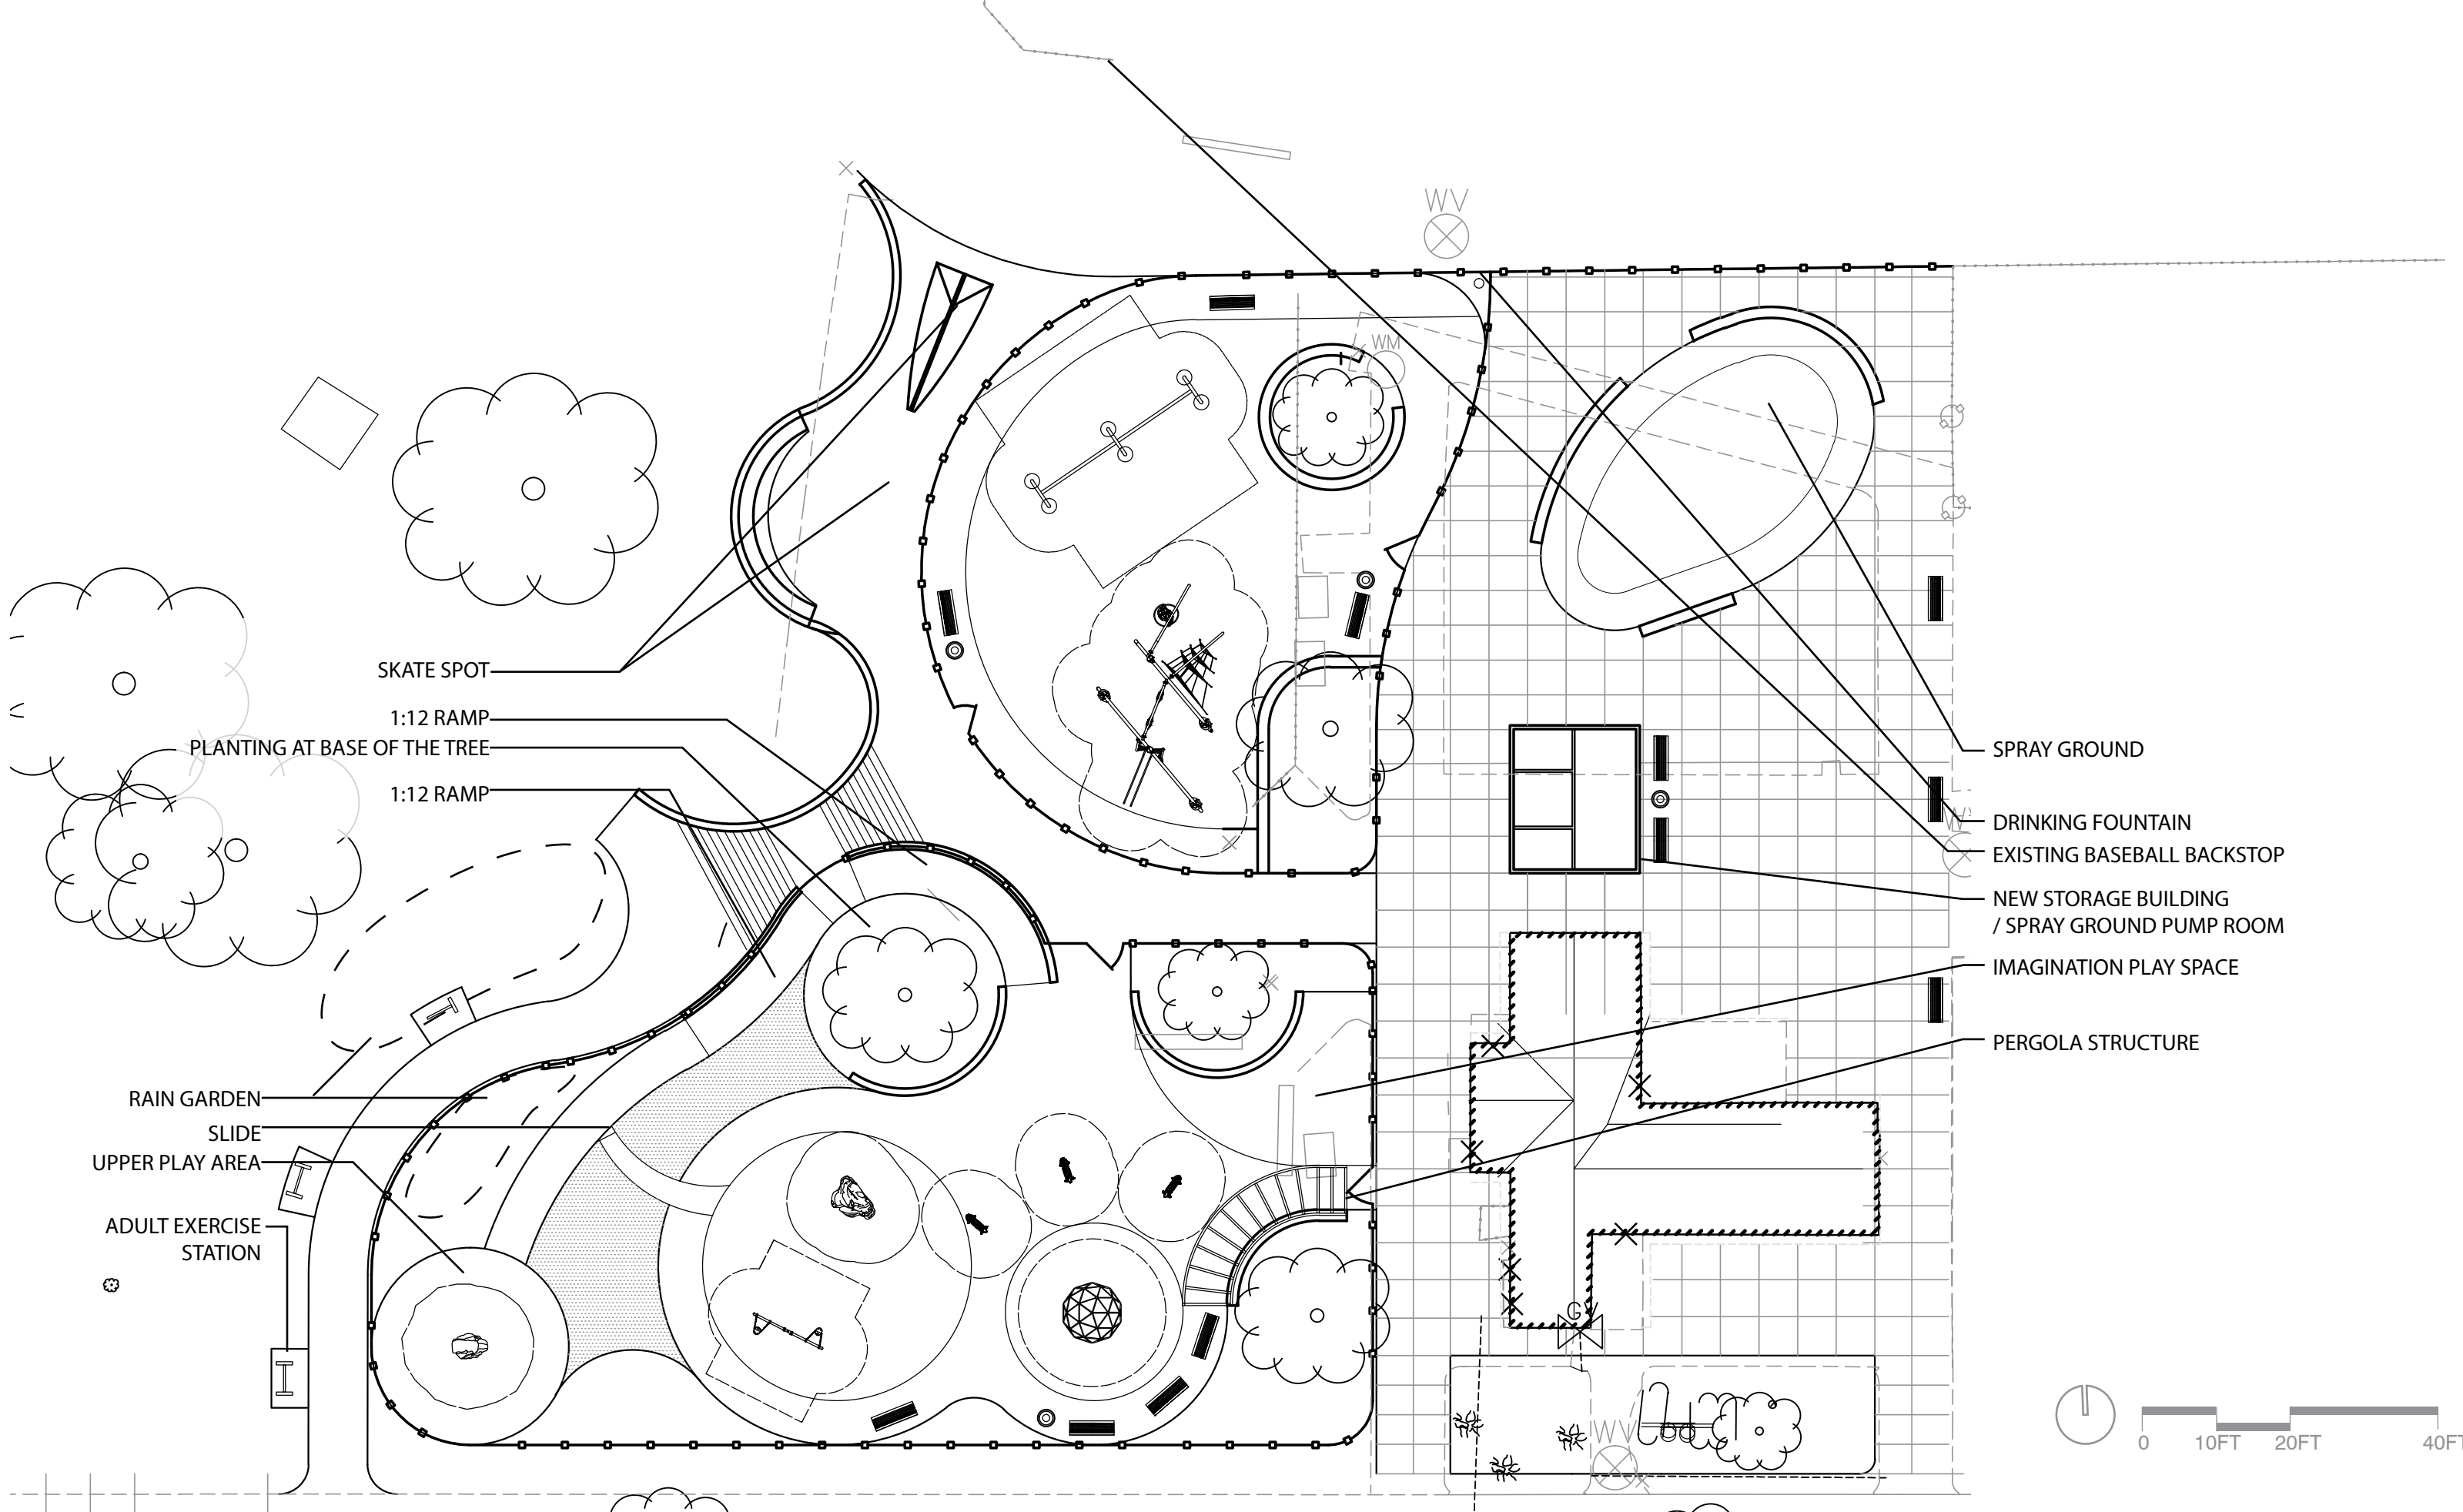 WV
WM
SKATE SPOT
1:12 RAMP
PLANTING AT BASE OF THE TREE
1:12 RAMP
SPRAY GROUND
DRINKING FOUNTAIN
EXISTING BASEBALL BACKSTOP
NEW STORAGE BUILDING
/ SPRAY GROUND PUMP ROOM
IMAGINATION PLAY SPACE
PERGOLA STRUCTURE
RAIN GARDEN
SLIDE
UPPER PLAY AREA
ADULT EXERCISE
STATION
WV
0 10FT 20FT 40FT